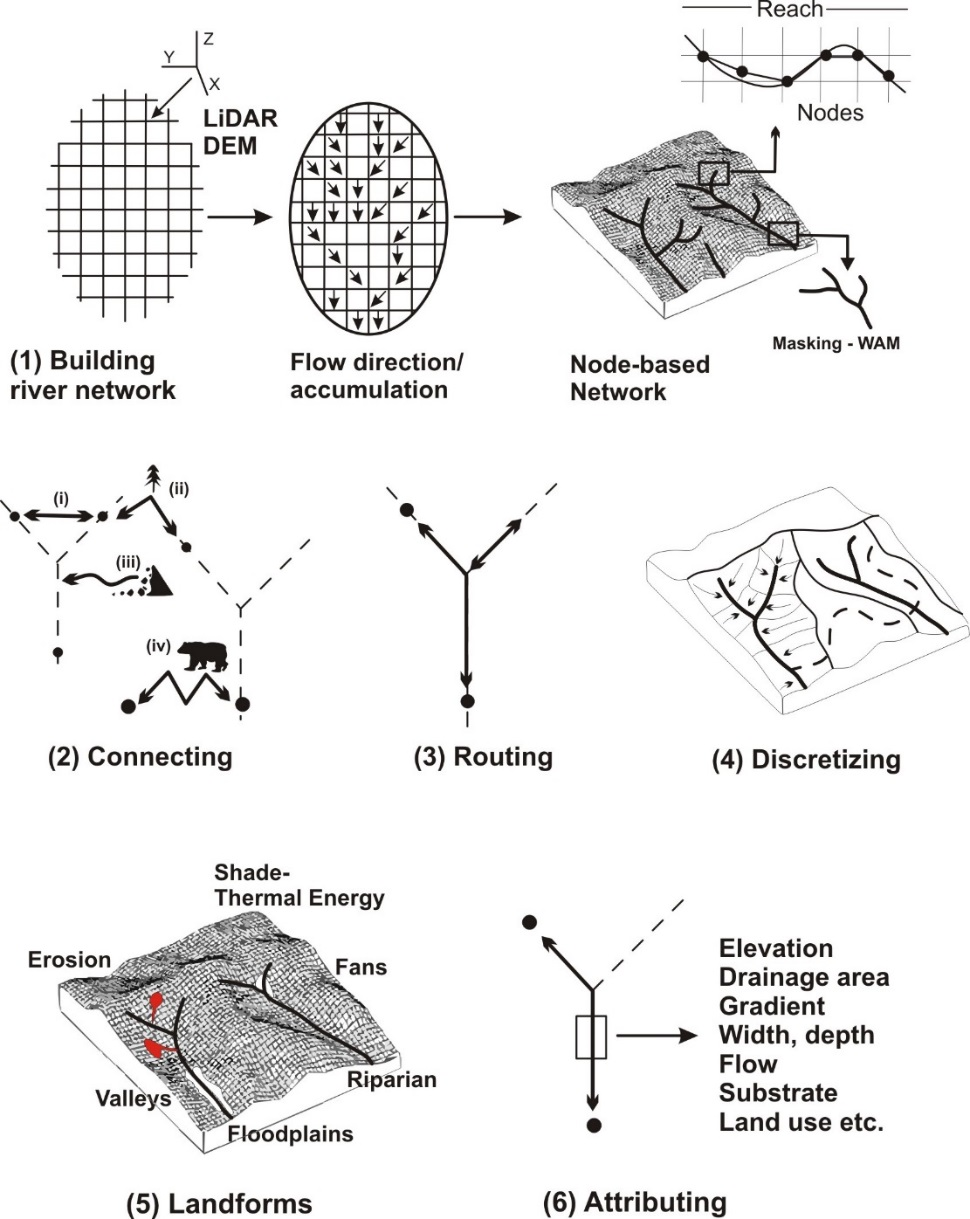 Reach
Z
Y
X
LiDAR
DEM
Nodes
Masking - WAM
(1) Building
river network
Flow direction/
accumulation
Node-based
Network
(i)
(ii)
(iii)
(iv)
(2) Connecting
(3) Routing
(4) Discretizing
Shade-
Thermal Energy
Erosion
Fans
Valleys
Riparian
Floodplains
(5) Landforms
Elevation
Drainage area
Gradient
Width, depth
Flow
Substrate
Land use etc.
(6) Attributing